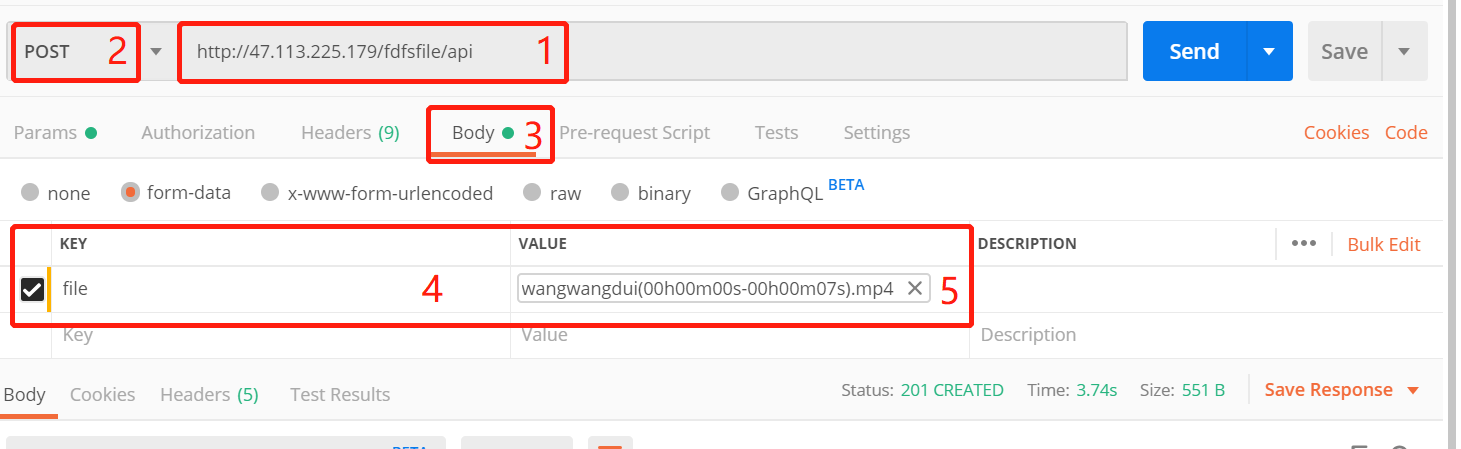 POST 2 http://47.113.225.179/fdfsfile/api 1 Send Save
Params Authorization Headers (9) Body 3 Pre-request Script Tests Settings Cookies Code
none form-data x-www-form-urlencoded raw binary GraphQL BETA
KEY VALUE DESCRIPTION ••• Bulk Edit
file 4 wangwangdui(00h00m00s-00h00m07s).mp4 5
Key Value Description
Body Cookies Headers (5) Test Results Status: 201 CREATED Time: 3.74s Size: 551 B Save Response
BETA